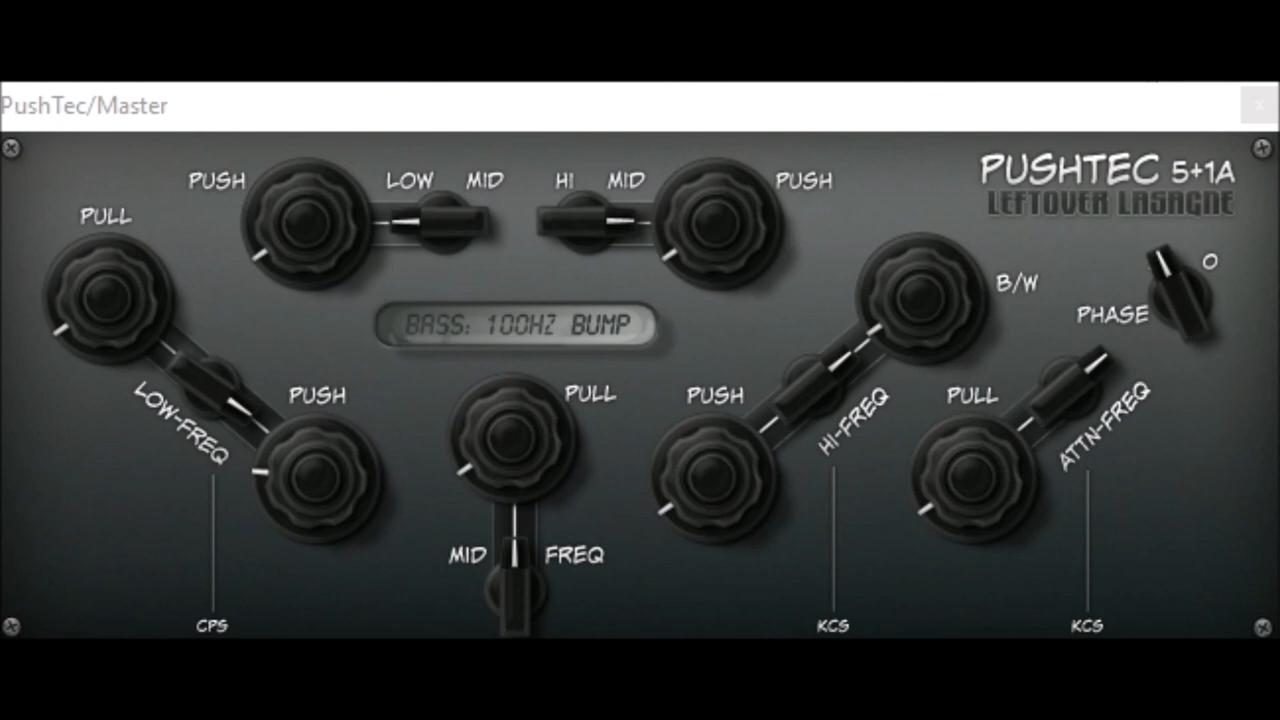 PushTec/Master
x
PUSH
LOW
MID
HI
MID
PUSH
PUSHTEC 5+1A
LEFTOVER LASAGNE
PULL
B/W
O
PHASE
BASS: 100HZ BUMP
LOW-FREQ
PUSH
PULL
PUSH
HI-FREQ
PULL
ATTN-FREQ
MID
FREQ
CPS
KCS
KCS